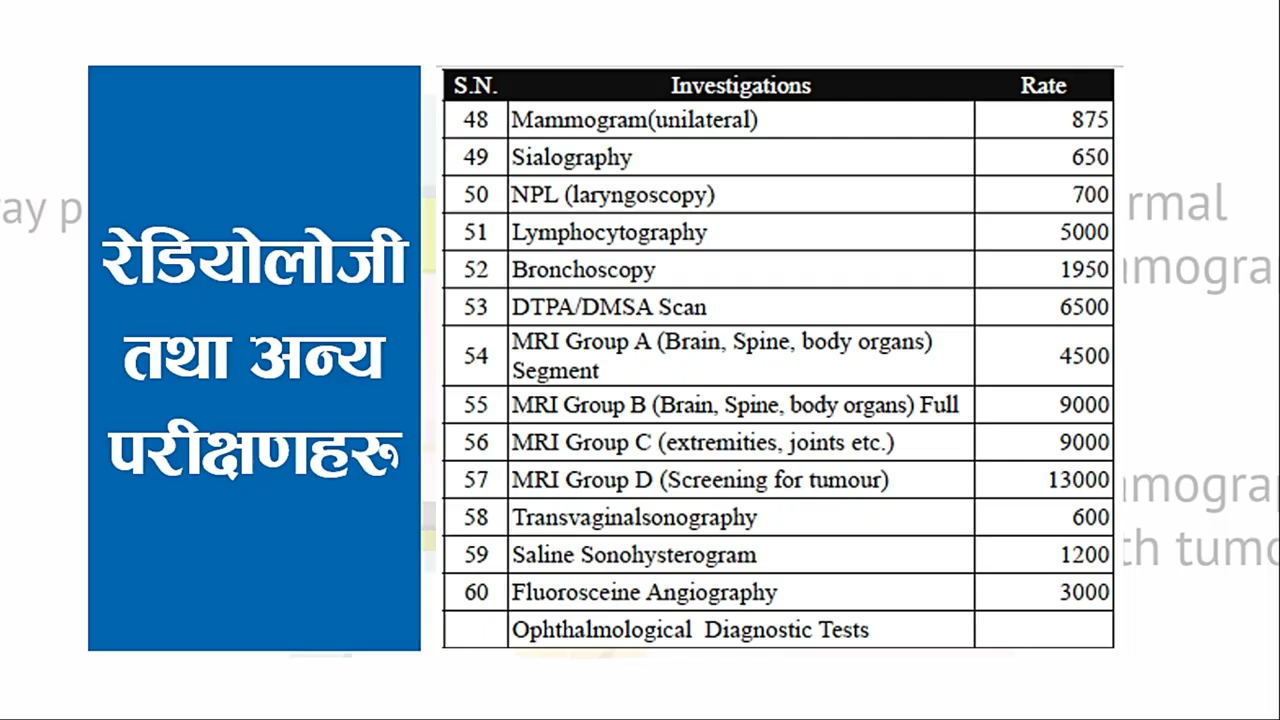 रेडियोलोजी
तथा अन्य
परीक्षणहरू
S.N. Investigations Rate
48 Mammogram(unilateral) 875
49 Sialography 650
50 NPL (laryngoscopy) 700
51 Lymphocytography 5000
52 Bronchoscopy 1950
53 DTPA/DMSA Scan 6500
54 MRI Group A (Brain, Spine, body organs) Segment 4500
55 MRI Group B (Brain, Spine, body organs) Full 9000
56 MRI Group C (extremities, joints etc.) 9000
57 MRI Group D (Screening for tumour) 13000
58 Transvaginalsonography 600
59 Saline Sonohysterogram 1200
60 Fluorosceine Angiography 3000
Ophthalmological Diagnostic Tests